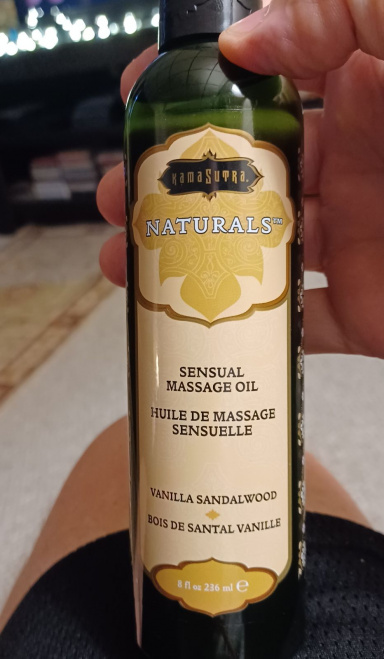 KamaSutra®
NATURALS™
SENSUAL
MASSAGE OIL
HUILE DE MASSAGE
SENSUELLE
VANILLA SANDALWOOD
BOIS DE SANTAL VANILLE
8 fl oz 236 ml ℮